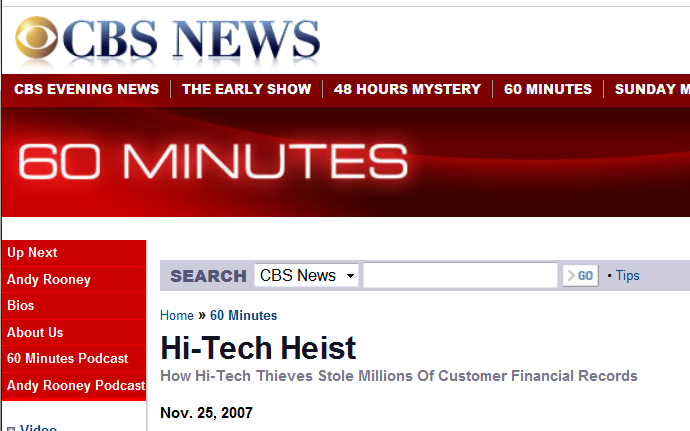 CBS NEWS
CBS EVENING NEWS THE EARLY SHOW 48 HOURS MYSTERY 60 MINUTES SUNDAY M
60 MINUTES
Up Next
Andy Rooney
Bios
About Us
60 Minutes Podcast
Andy Rooney Podcast
Video
SEARCH CBS News GO • Tips
Home » 60 Minutes
Hi-Tech Heist
How Hi-Tech Thieves Stole Millions Of Customer Financial Records
Nov. 25, 2007